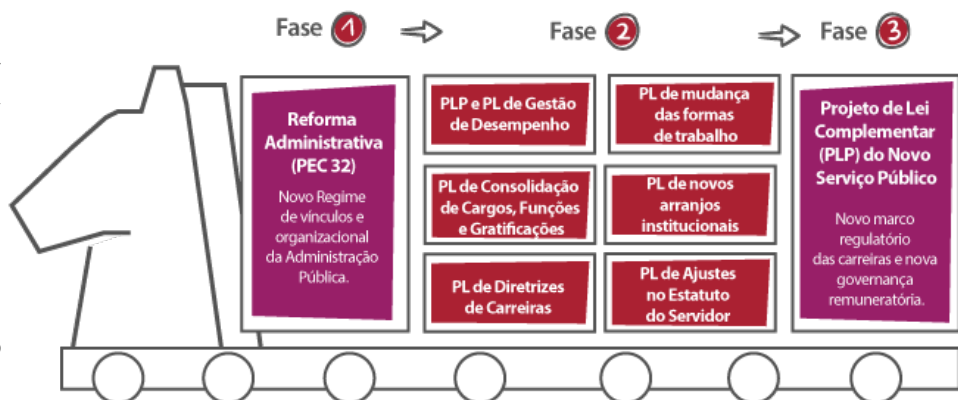 Fase 1
Fase 2
Fase 3
Reforma
Administrativa
(PEC 32)
Novo Regime
de vínculos e
organizacional
da Administração
Pública.
PLP e PL de Gestão
de Desempenho
PL de mudança
das formas
de trabalho
PL de Consolidação
de Cargos, Funções
e Gratificações
PL de novos
arranjos
institucionais
PL de Diretrizes
de Carreiras
PL de Ajustes
no Estatuto
do Servidor
Projeto de Lei
Complementar
(PLP) do Novo
Serviço Público
Novo marco
regulatório
das carreiras e nova
governança
remuneratória.